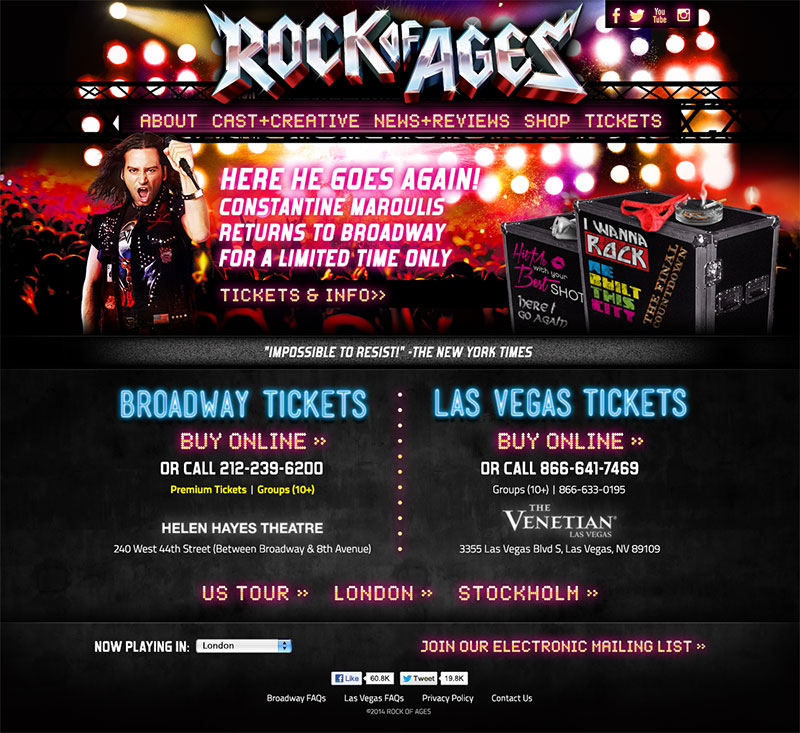 ROCK OF AGES
You Tube
ABOUT CAST+CREATIVE NEWS+REVIEWS SHOP TICKETS
HERE HE GOES AGAIN!
CONSTANTINE MAROULIS
RETURNS TO BROADWAY
FOR A LIMITED TIME ONLY
TICKETS & INFO>>
Hit Me
with your
Best SHOT
HERE I
GO AGAIN
I WANNA
ROCK
WE
BUILT
THIS
CITY
THE FINAL
COUNTDOWN
"IMPOSSIBLE TO RESIST!" -THE NEW YORK TIMES
BROADWAY TICKETS
BUY ONLINE >>
OR CALL 212-239-6200
Premium Tickets | Groups (10+)
HELEN HAYES THEATRE
240 West 44th Street (Between Broadway & 8th Avenue)
LAS VEGAS TICKETS
BUY ONLINE >>
OR CALL 866-641-7469
Groups (10+) | 866-633-0195
THE
VENETIAN®
LAS VEGAS
3355 Las Vegas Blvd S, Las Vegas, NV 89109
US TOUR >> LONDON >> STOCKHOLM >>
NOW PLAYING IN: London
JOIN OUR ELECTRONIC MAILING LIST >>
Like 60.8K Tweet 19.8K
Broadway FAQs Las Vegas FAQs Privacy Policy Contact Us
©2014 ROCK OF AGES